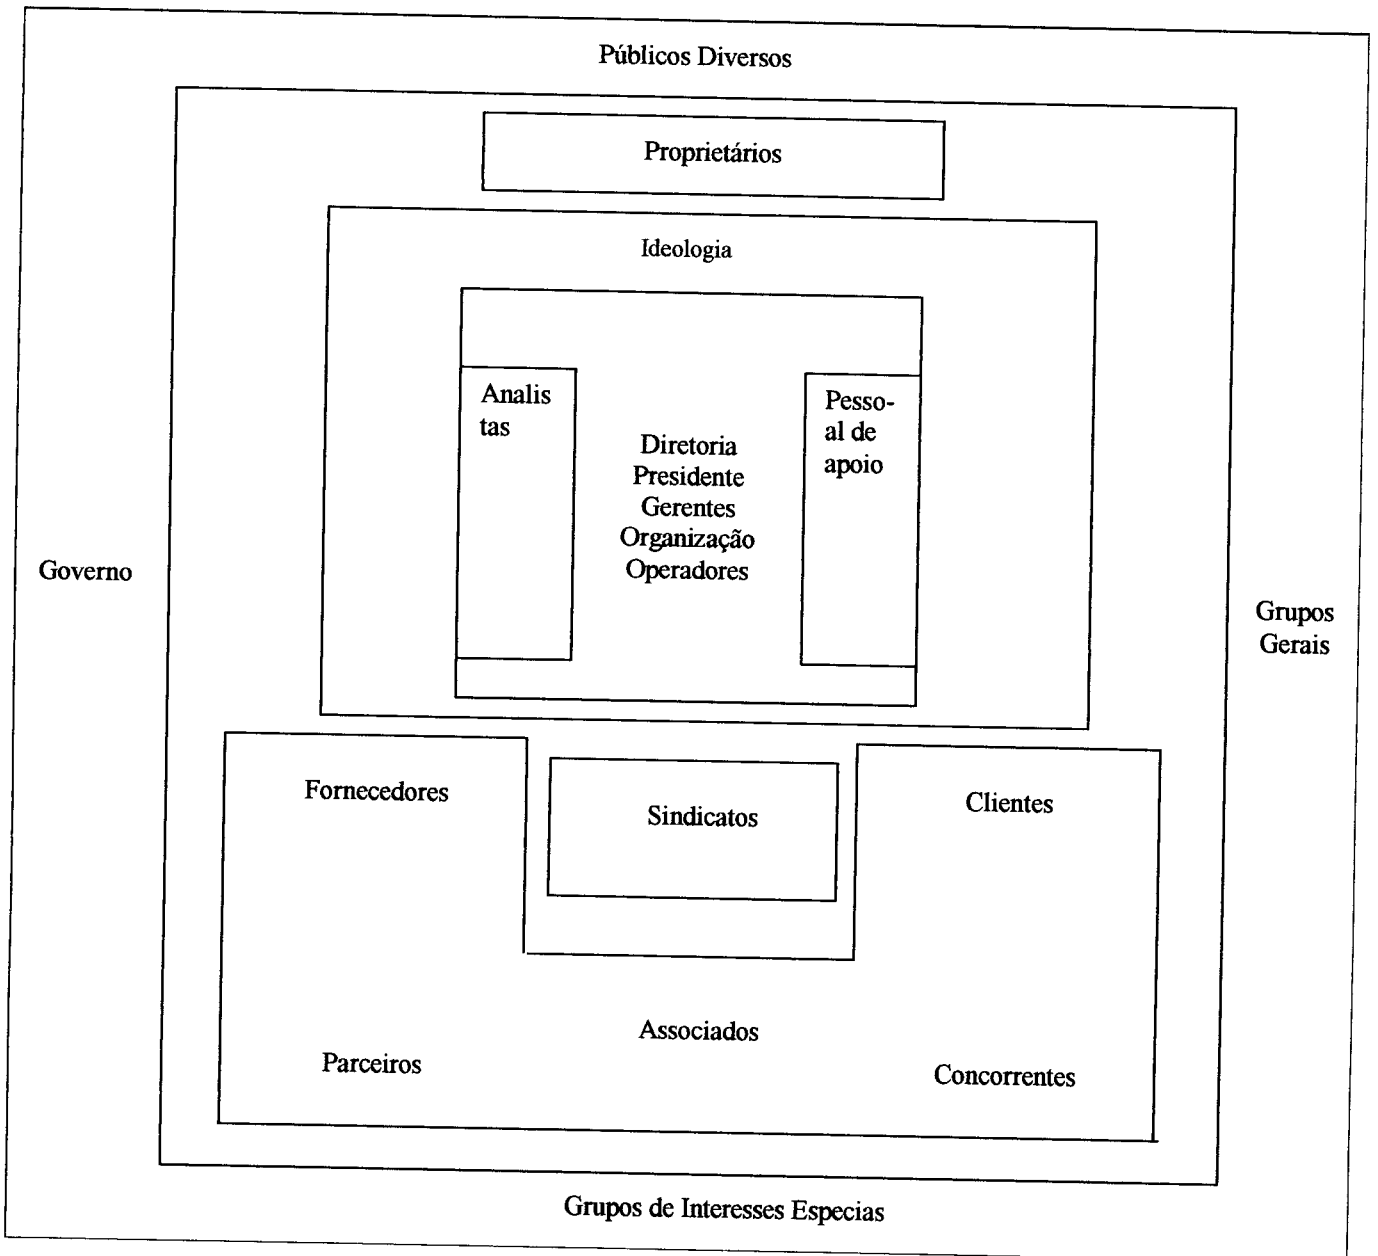 Públicos Diversos
Proprietários
Ideologia
Analis
tas
Pesso-
al de
apoio
Diretoria
Presidente
Gerentes
Organização
Operadores
Governo
Grupos
Gerais
Fornecedores
Sindicatos
Clientes
Associados
Parceiros
Concorrentes
Grupos de Interesses Especias